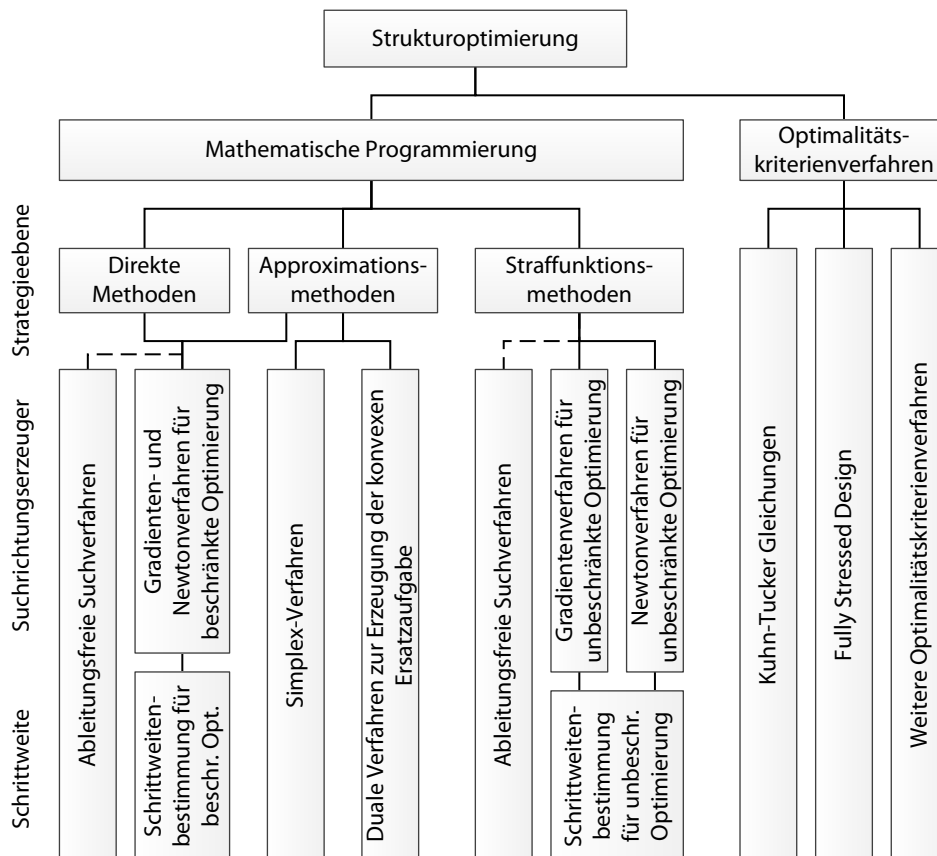 Strukturoptimierung
Mathematische Programmierung
Optimalitäts-
kriterienverfahren
Strategieebene
Direkte
Methoden
Approximations-
methoden
Straffunktions-
methoden
Suchrichtungserzeuger
Ableitungsfreie Suchverfahren
Gradienten- und
Newtonverfahren für
beschränkte Optimierung
Simplex-Verfahren
Duale Verfahren zur Erzeugung der konvexen
Ersatzaufgabe
Ableitungsfreie Suchverfahren
Gradientenverfahren für
unbeschränkte Optimierung
Newtonverfahren für
unbeschränkte Optimierung
Kuhn-Tucker Gleichungen
Fully Stressed Design
Weitere Optimalitätskriterienverfahren
Schrittweite
Schrittweiten-
bestimmung für
beschr. Opt.
Schrittweiten-
bestimmung
für unbeschr.
Optimierung